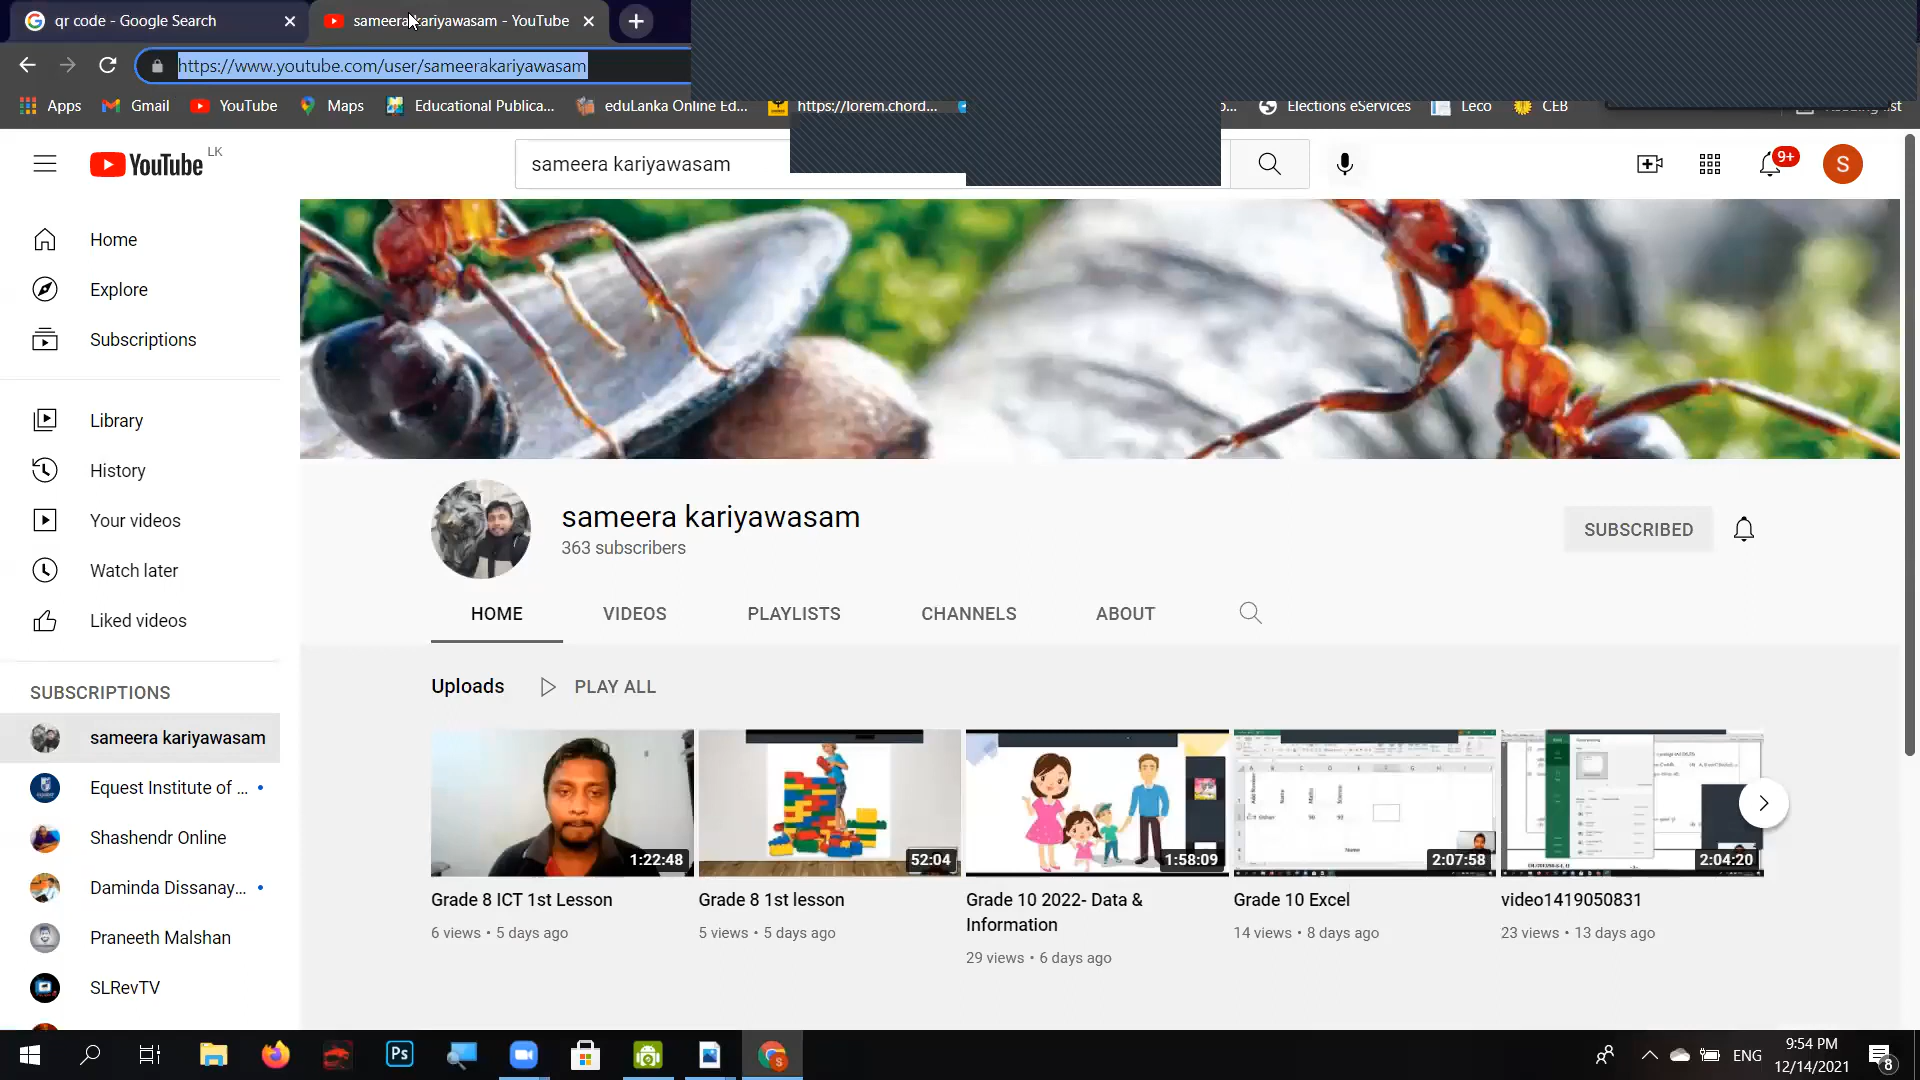 qr code - Google Search
sameera kariyawasam - YouTube
https://www.youtube.com/user/sameerakariyawasam
Apps
Gmail
YouTube
Maps
Educational Publica...
eduLanka Online Ed...
https://lorem.chord...
Elections eServices
Leco
CEB
YouTube LK
sameera kariyawasam
9+
S
Home
Explore
Subscriptions
Library
History
Your videos
Watch later
Liked videos
SUBSCRIPTIONS
sameera kariyawasam
Equest Institute of ...
Shashendr Online
Daminda Dissanay...
Praneeth Malshan
SLRevTV
sameera kariyawasam
363 subscribers
SUBSCRIBED
HOME
VIDEOS
PLAYLISTS
CHANNELS
ABOUT
Uploads
PLAY ALL
1:22:48
52:04
1:58:09
2:07:58
2:04:20
Grade 8 ICT 1st Lesson
6 views • 5 days ago
Grade 8 1st lesson
5 views • 5 days ago
Grade 10 2022- Data &
Information
29 views • 6 days ago
Grade 10 Excel
14 views • 8 days ago
video1419050831
23 views • 13 days ago
Ps
ENG
9:54 PM
12/14/2021
8